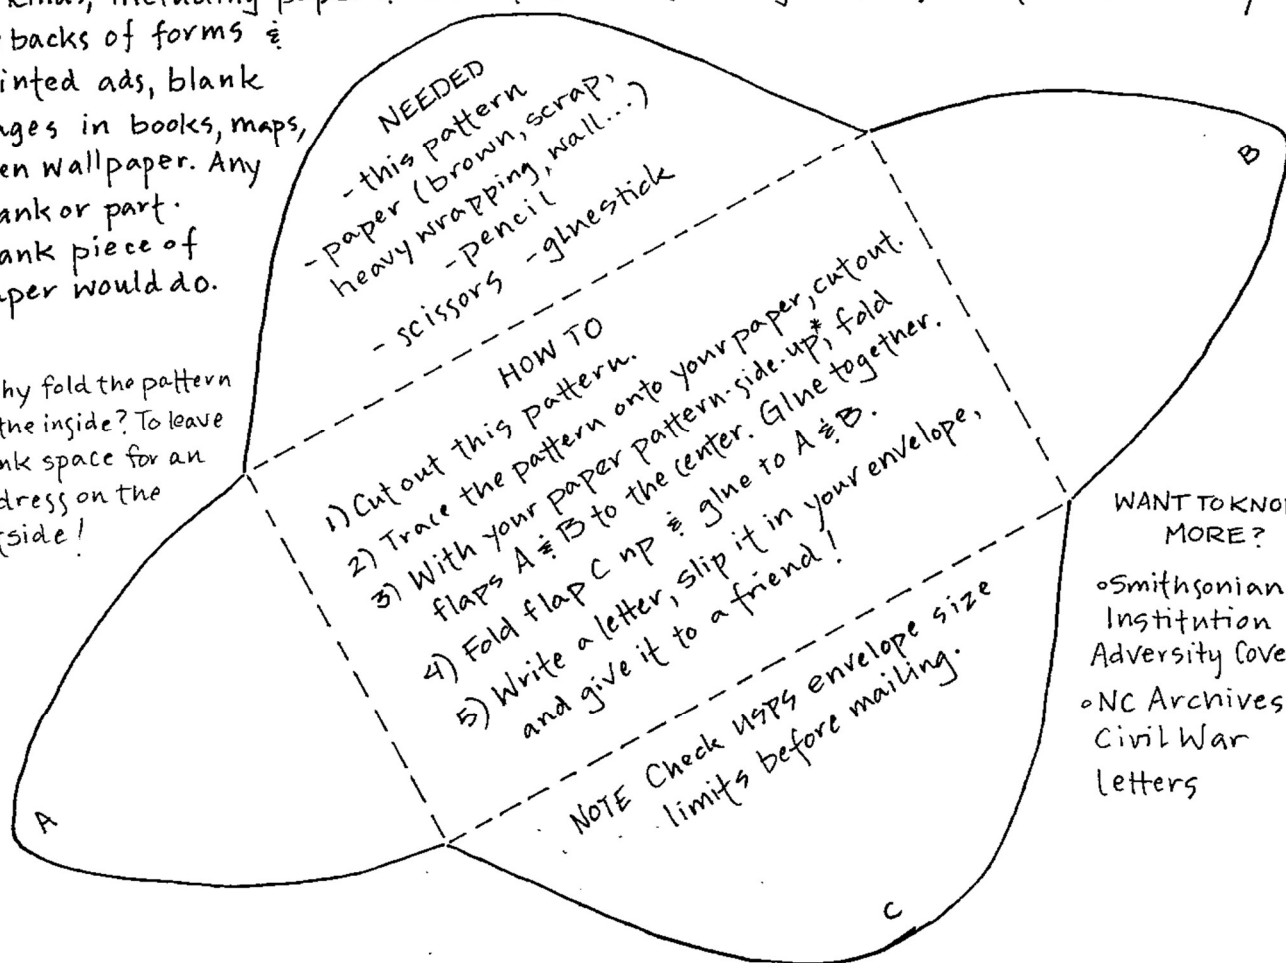 kinds, including
backs of forms &
inted ads, blank
ages in books, maps,
en wallpaper. Any
ank or part.
ank piece of
aper would do.
hy fold the pattern
the inside? To leave
nk space for an
dress on the
tside!
NEEDED
-this pattern
-paper (brown, scrap,
heavy wrapping, wall...)
-pencil
-scissors -gluestick
HOW TO
1) Cut out this pattern.
2) Trace the pattern onto your paper, cut out.
3) With your paper pattern-side-up*, fold
flaps A & B to the center. Glue together.
4) Fold flap C up & glue to A & B.
5) Write a letter, slip it in your envelope,
and give it to a friend!
NOTE Check USPS envelope size
limits before mailing.
A
B
C
WANT TO KNO
MORE?
◦Smithsonian
Institution
Adversity Cove
◦NC Archives
Civil War
letters